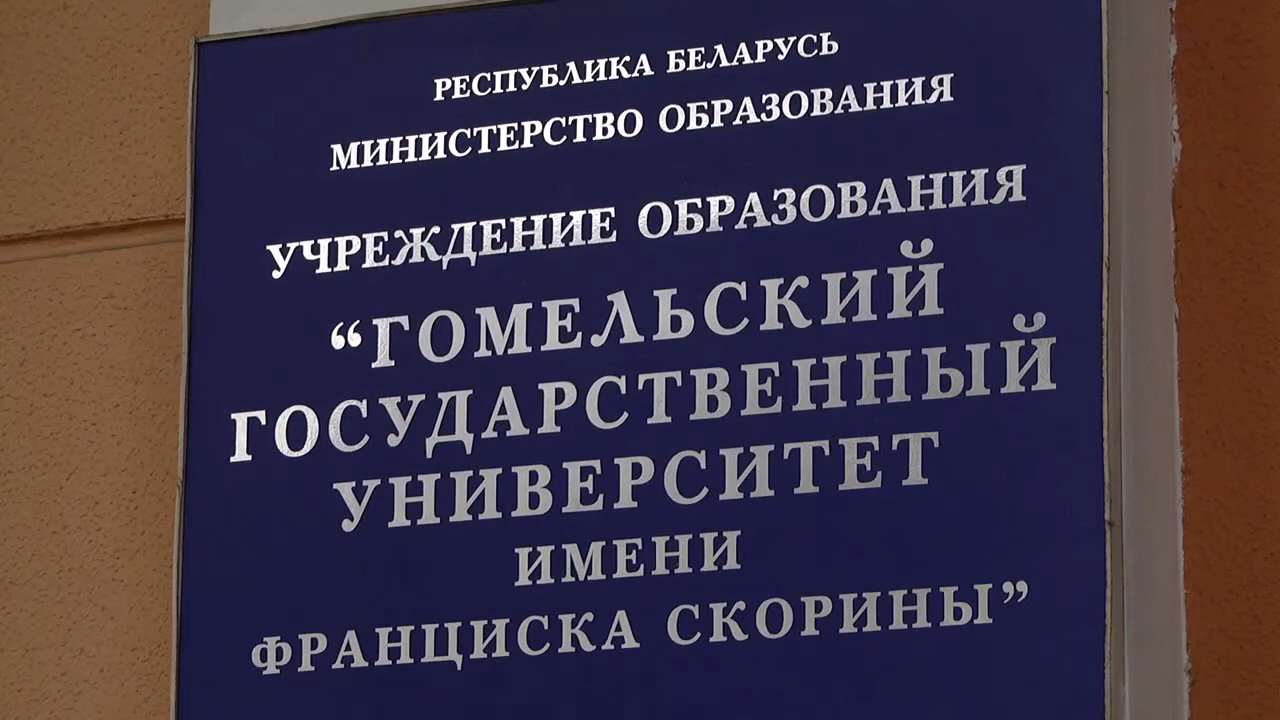 РЕСПУБЛИКА БЕЛАРУСЬ
МИНИСТЕРСТВО ОБРАЗОВАНИЯ
УЧРЕЖДЕНИЕ ОБРАЗОВАНИЯ
“ГОМЕЛЬСКИЙ
ГОСУДАРСТВЕННЫЙ
УНИВЕРСИТЕТ
ИМЕНИ
ФРАНЦИСКА СКОРИНЫ”